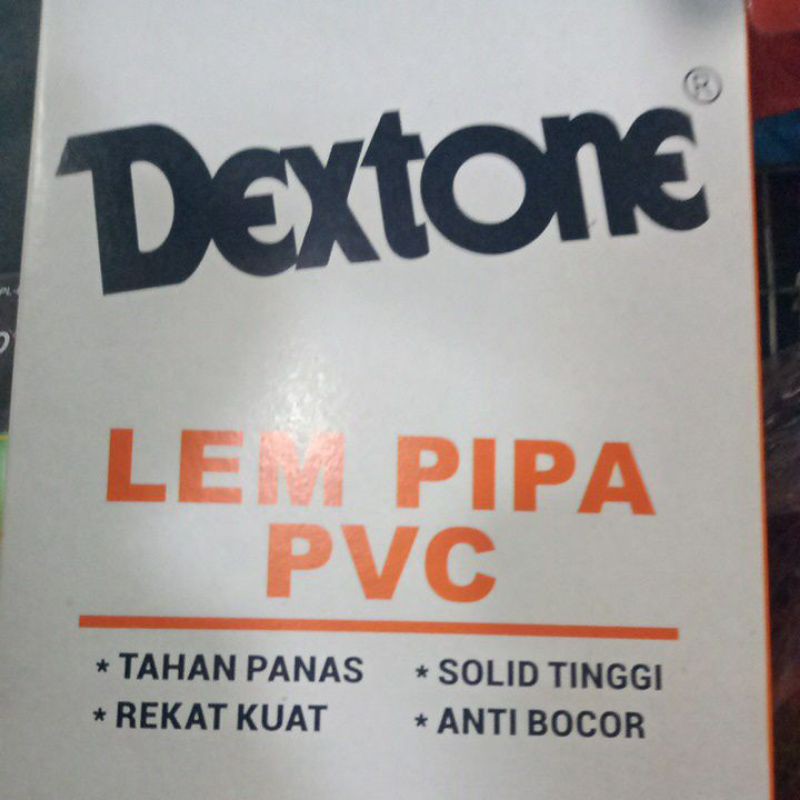 Dextone®
LEM PIPA
PVC
* TAHAN PANAS
* SOLID TINGGI
* REKAT KUAT
* ANTI BOCOR